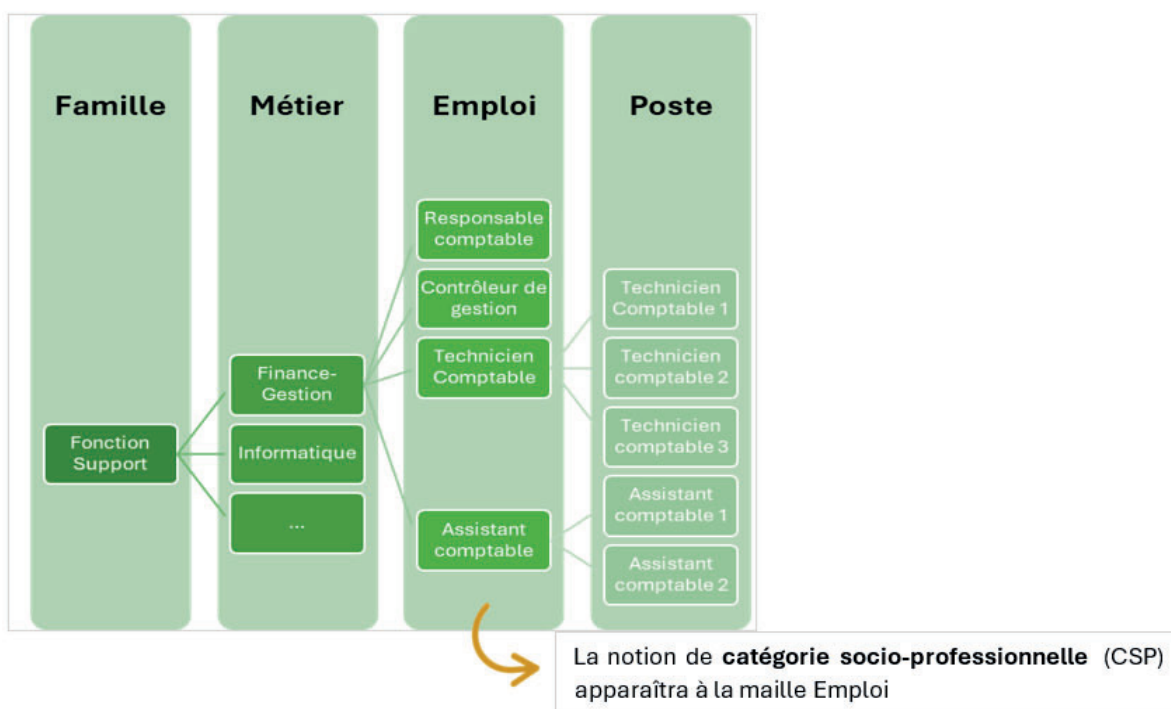 Famille
Métier
Emploi
Poste
Fonction
Support
Finance-
Gestion
Informatique
...
Responsable
comptable
Contrôleur de
gestion
Technicien
Comptable
Assistant
comptable
Technicien
Comptable 1
Technicien
comptable 2
Technicien
comptable 3
Assistant
comptable 1
Assistant
comptable 2
La notion de catégorie socio-professionnelle (CSP)
apparaîtra à la maille Emploi